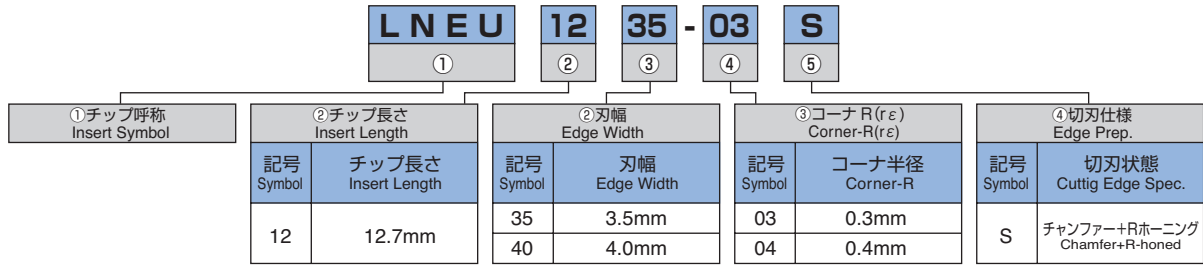 LNEU 12 35 - 03 S
① ② ③ ④ ⑤
①チップ呼称
Insert Symbol
②チップ長さ
Insert Length
記号 チップ長さ
Symbol Insert Length
12 12.7mm
②刃幅
Edge Width
記号 刃幅
Symbol Edge Width
35 3.5mm
40 4.0mm
③コーナ R(rε)
Corner-R(rε)
記号 コーナ半径
Symbol Corner-R
03 0.3mm
04 0.4mm
④切刃仕様
Edge Prep.
記号 切刃状態
Symbol Cuttig Edge Spec.
S チャンファー+Rホーニング
Chamfer+R-honed